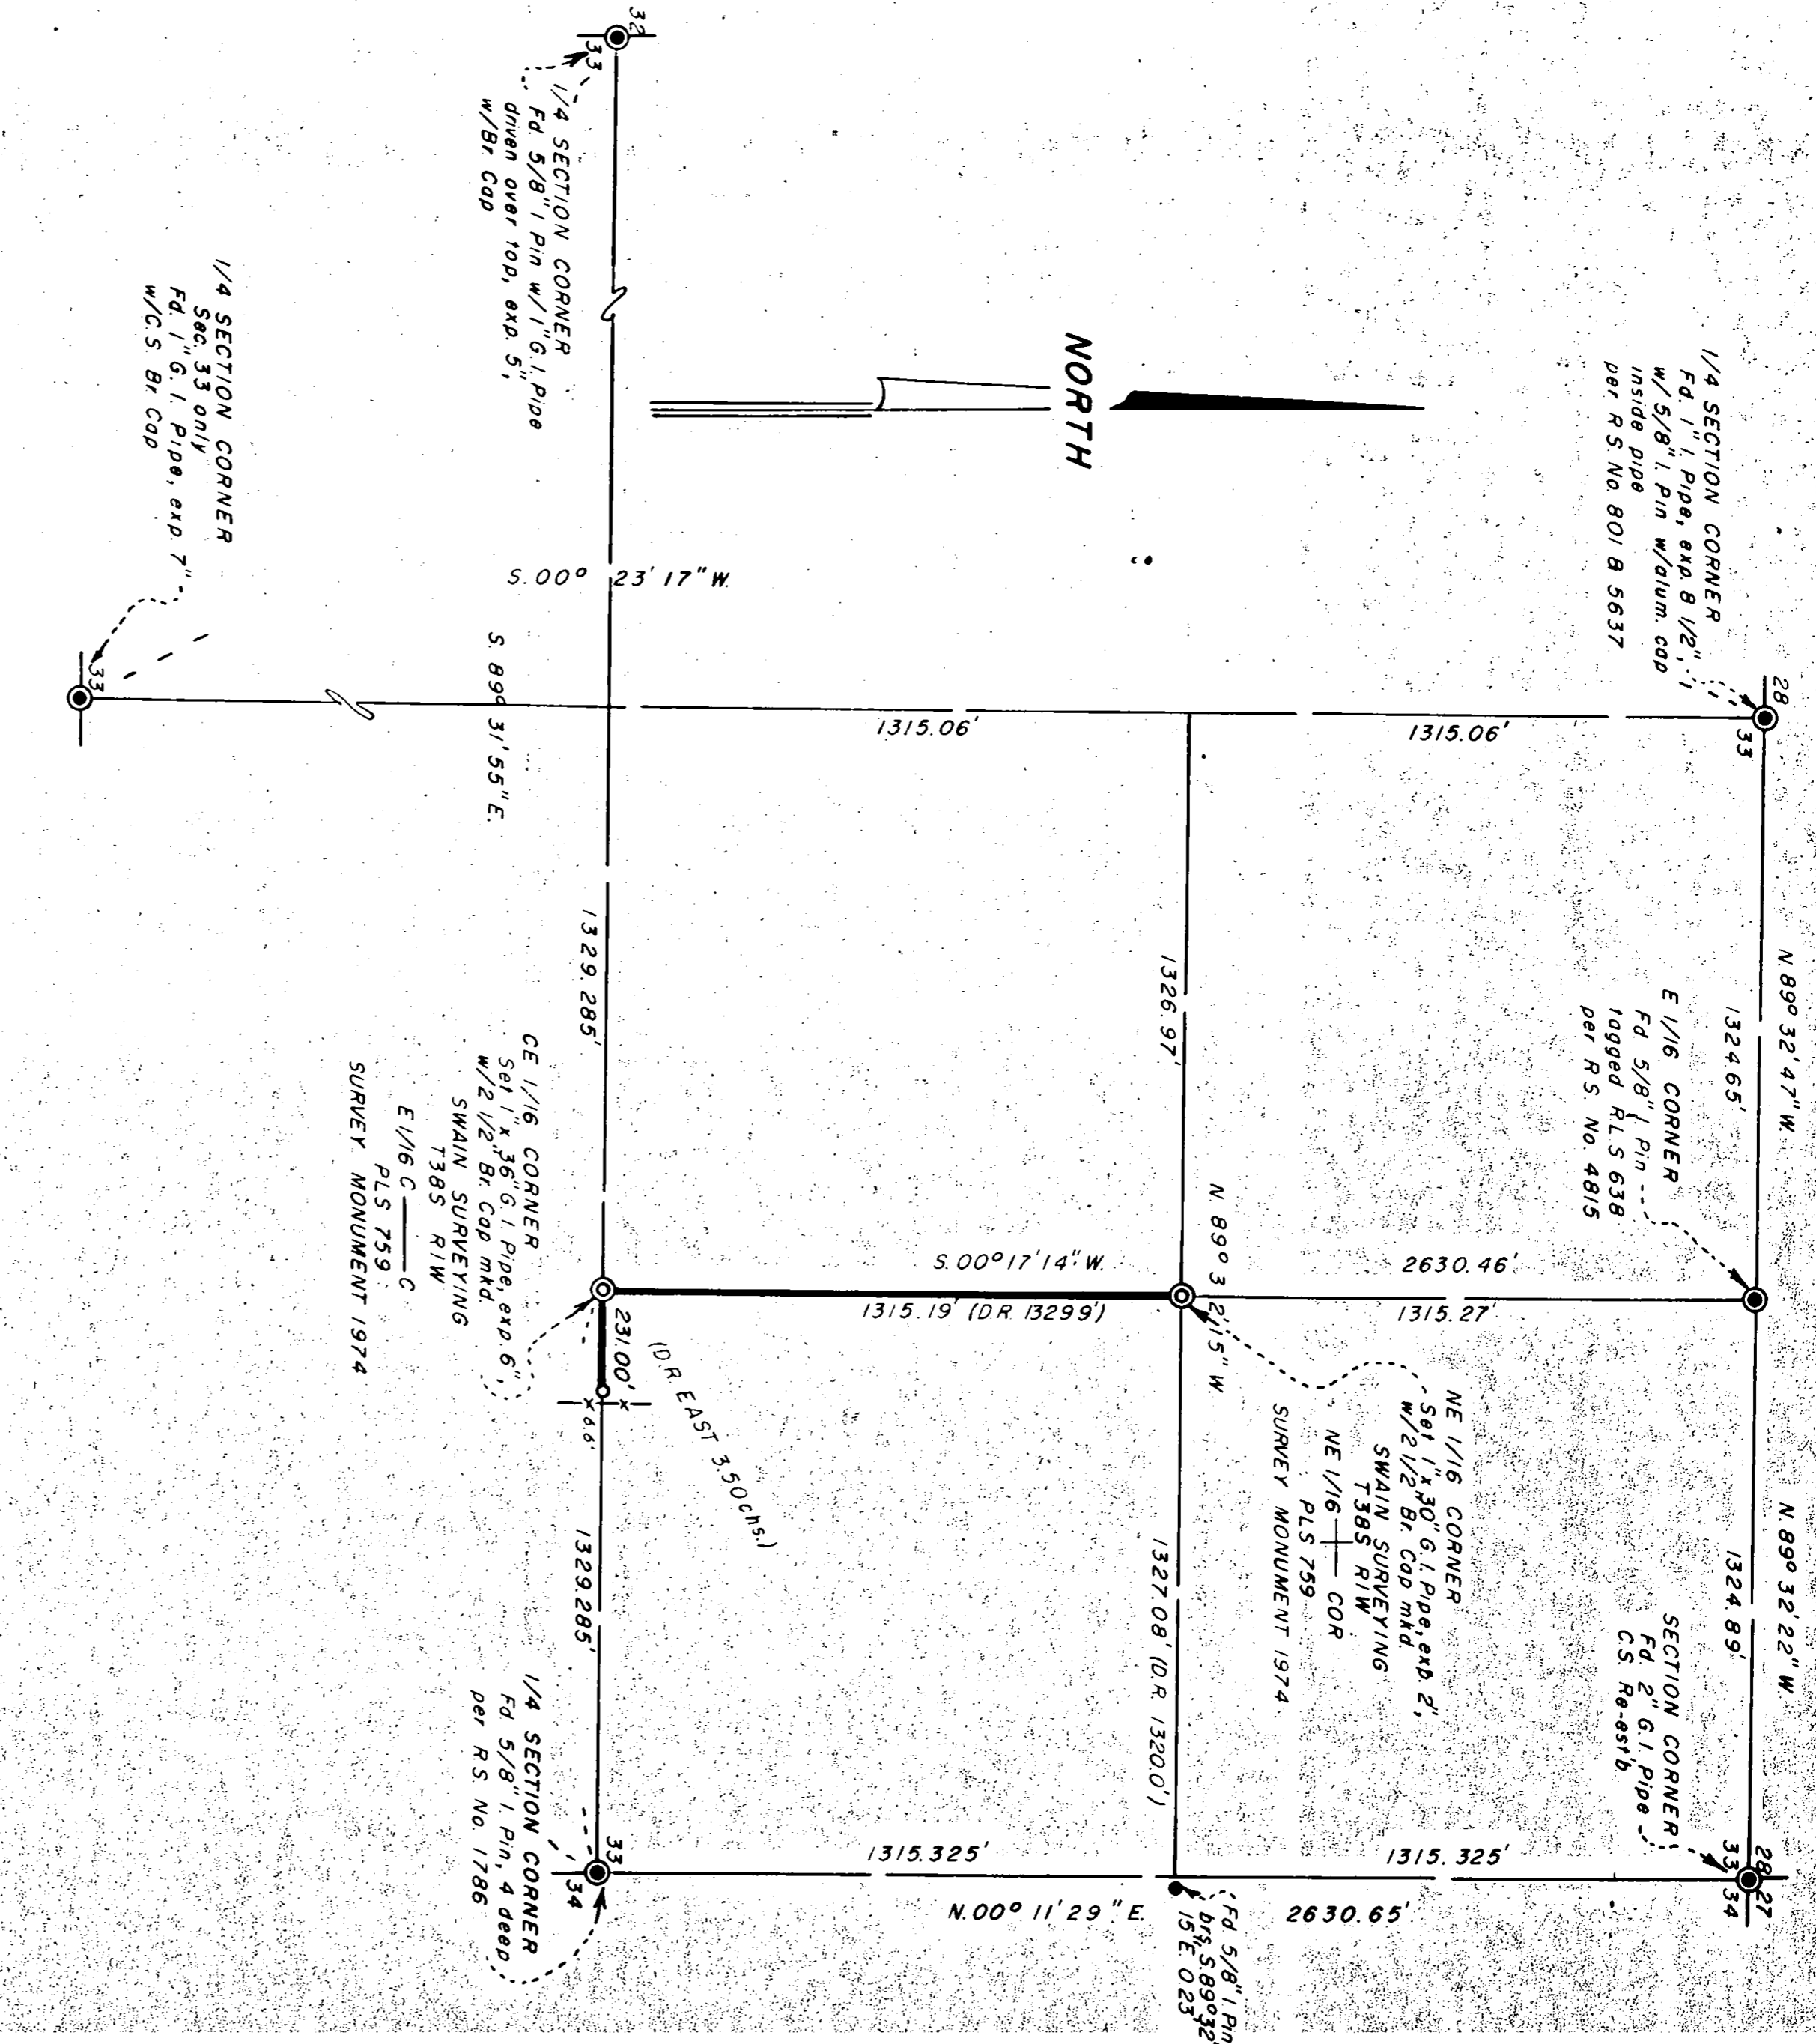 32
33
1/4 SECTION CORNER
Fd. 5/8" I Pin w/ 1" G.I. Pipe
driven over top, exp. 5",
w/Br. Cap
1/4 SECTION CORNER
Sec. 33 only
Fd. 1" G.I. Pipe, exp. 7"
w/C.S. Br. Cap
33
NORTH
1/4 SECTION CORNER
Fd. 1" I. Pipe, exp. 8 1/2",
w/ 5/8" I. Pin w/alum. cap
inside pipe
per R.S. No. 801 & 5637
28
33
S. 00° 23' 17" W.
S. 89° 31' 55" E.
1315.06'
1315.06'
N. 89° 32' 47" W.
1324.65'
1329.285'
1326.97'
E 1/16 CORNER
Fd. 5/8" I. Pin
tagged R.L.S 638
per R S No. 4815
CE 1/16 CORNER
Set 1" x 36" G I. Pipe, exp. 6",
w/2 1/2" Br. Cap mkd.
SWAIN SURVEYING
T38S R1W
E 1/16 C C
PLS 759
SURVEY MONUMENT 1974
S. 00° 17' 14" W.
1315.19' (D.R. 1329.9')
N. 89° 32' 15" W.
2630.46'
1315.27'
231.00'
(D.R. EAST 3.50 chs.)
6.6'
NE 1/16 CORNER
Set 1" x 30" G.I. Pipe, exp. 2",
w/2 1/2 Br. Cap mkd.
SWAIN SURVEYING
T38S R1W
NE 1/16 COR
PLS 759
SURVEY MONUMENT 1974
N. 89° 32' 22" W.
1324.89'
SECTION CORNER
Fd. 2" G.I. Pipe
C.S. Re-est'b.
28 27
33 34
1329.285'
1327.08' (D.R. 1320.0')
1/4 SECTION CORNER
Fd 5/8" I. Pin, 4 deep
per R S No 1786
33
34
1315.325'
1315.325'
N. 00° 11' 29" E.
2630.65'
Fd 5/8" I. Pin
brs. S89°32'
15"E 0.23'